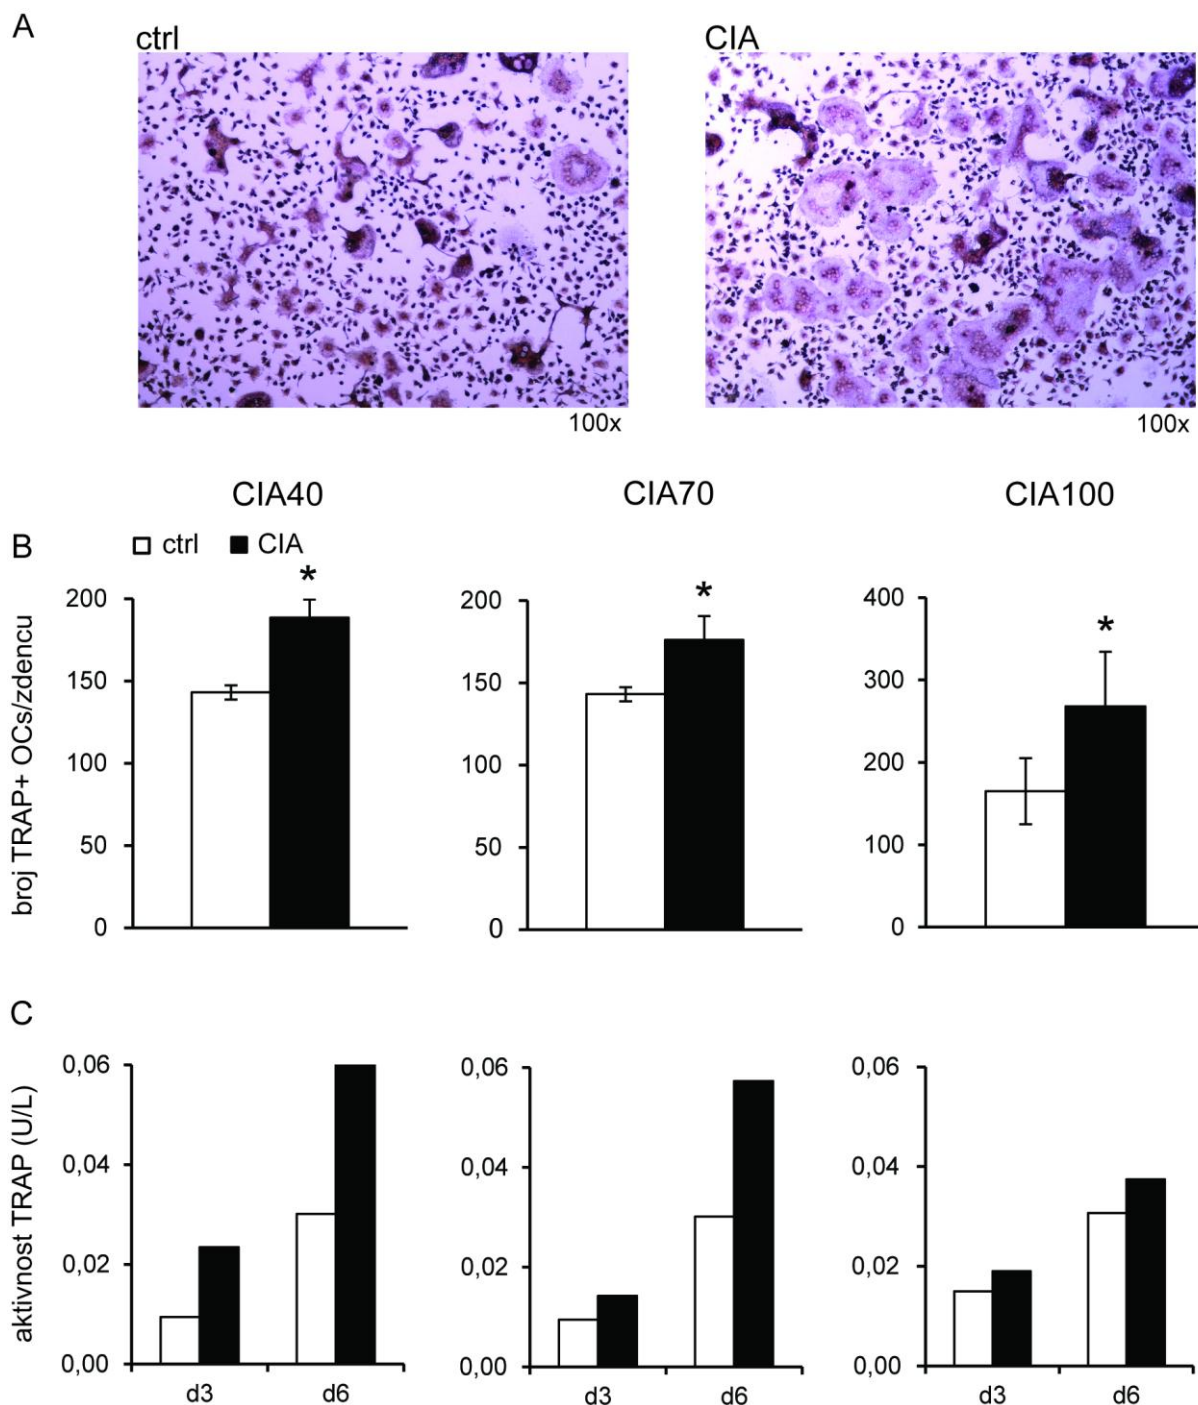 A
ctrl
CIA
100x
100x
CIA40
CIA70
CIA100
B
ctrl
CIA
broj TRAP+ OCs/zdencu
200
150
100
50
0
*
200
150
100
50
0
*
400
300
200
100
0
*
C
aktivnost TRAP (U/L)
0,06
0,04
0,02
0,00
d3
d6
0,06
0,04
0,02
0,00
d3
d6
0,06
0,04
0,02
0,00
d3
d6